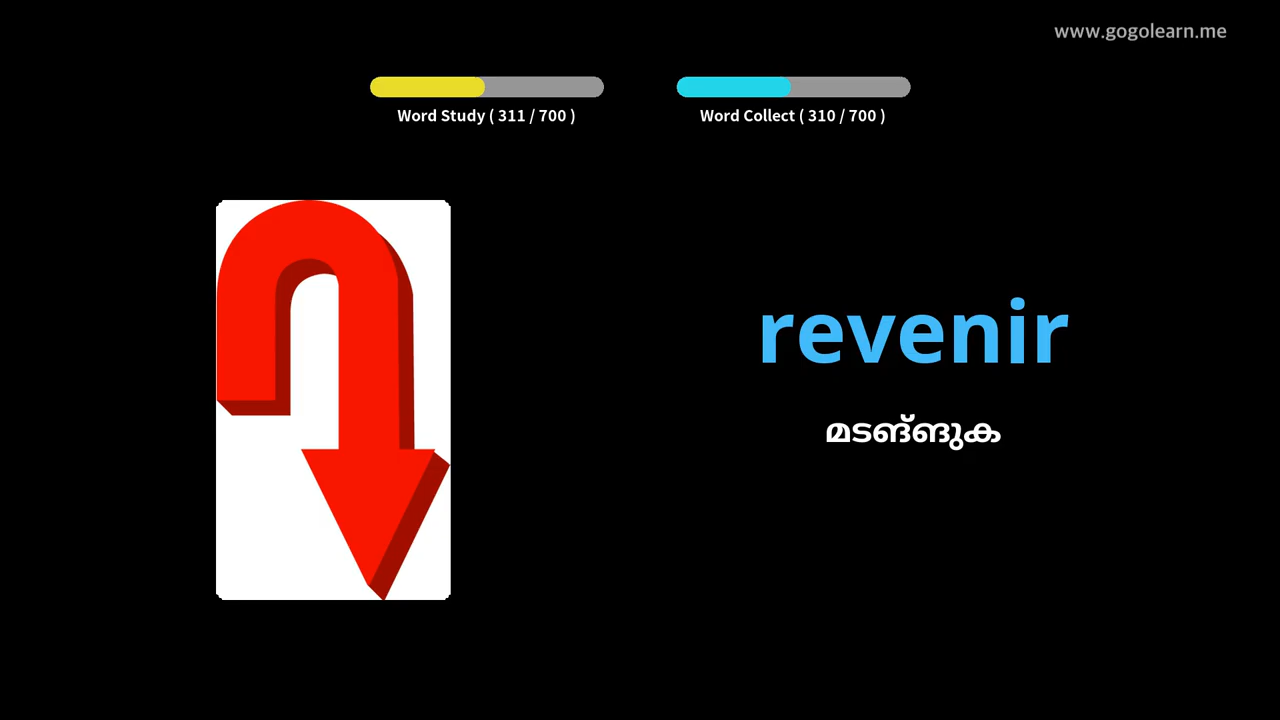 www.gogolearn.me
Word Study ( 311 / 700 )
Word Collect ( 310 / 700 )
revenir
മടങ്ങുക